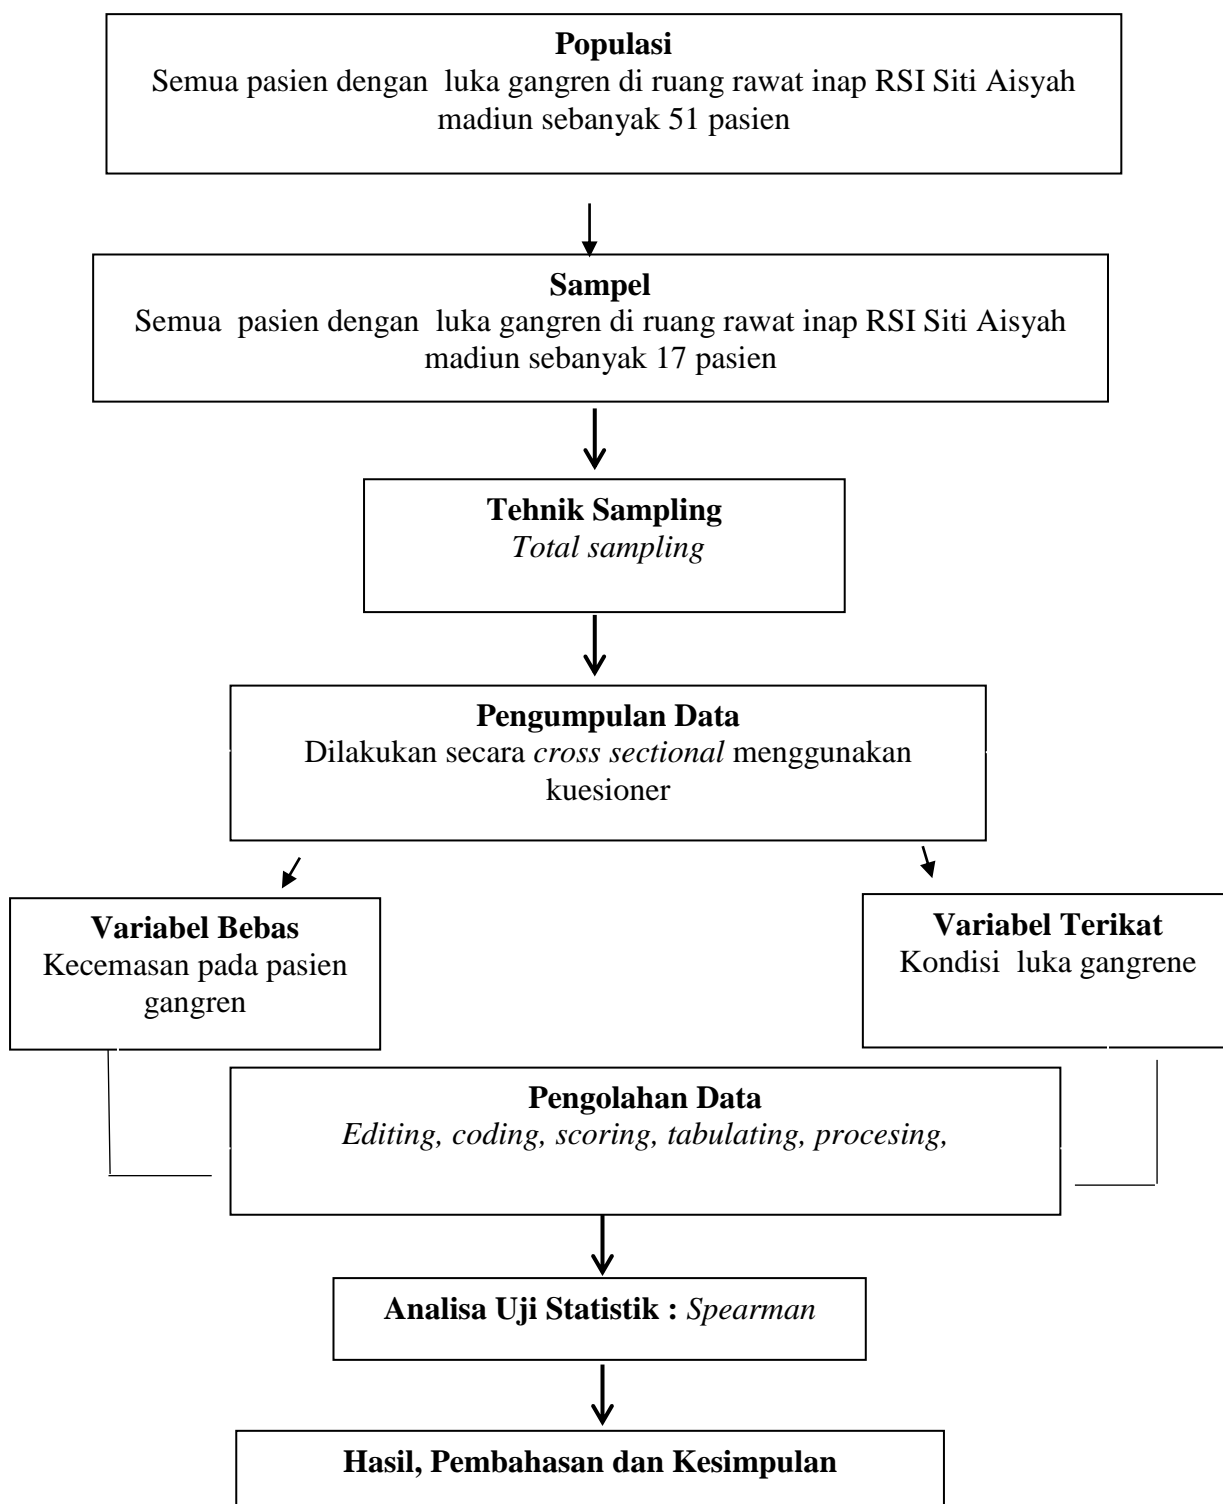 Populasi
Semua pasien dengan luka gangren di ruang rawat inap RSI Siti Aisyah
madiun sebanyak 51 pasien
Sampel
Semua pasien dengan luka gangren di ruang rawat inap RSI Siti Aisyah
madiun sebanyak 17 pasien
Tehnik Sampling
Total sampling
Pengumpulan Data
Dilakukan secara cross sectional menggunakan
kuesioner
Variabel Bebas
Kecemasan pada pasien
gangren
Variabel Terikat
Kondisi luka gangrene
Pengolahan Data
Editing, coding, scoring, tabulating, procesing,
Analisa Uji Statistik : Spearman
Hasil, Pembahasan dan Kesimpulan